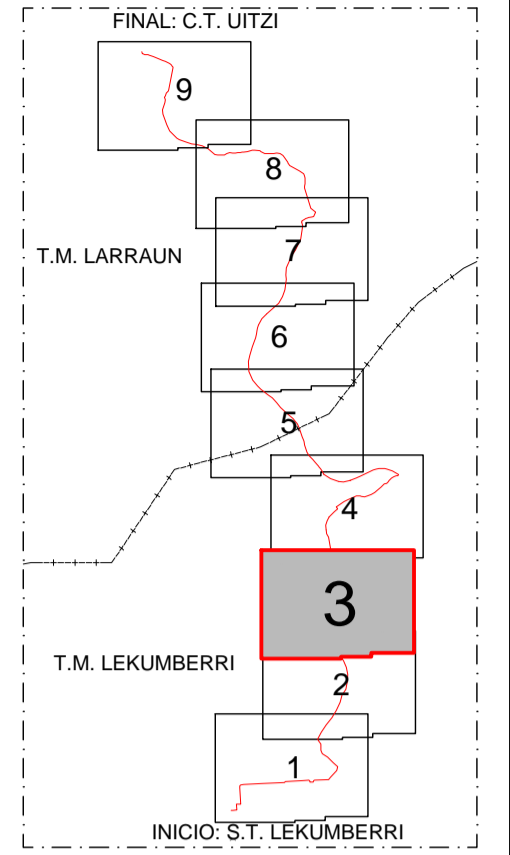 FINAL: C.T. UITZI
9
8
T.M. LARRAUN
7
6
5
4
3
T.M. LEKUMBERRI
2
1
INICIO: S.T. LEKUMBERRI